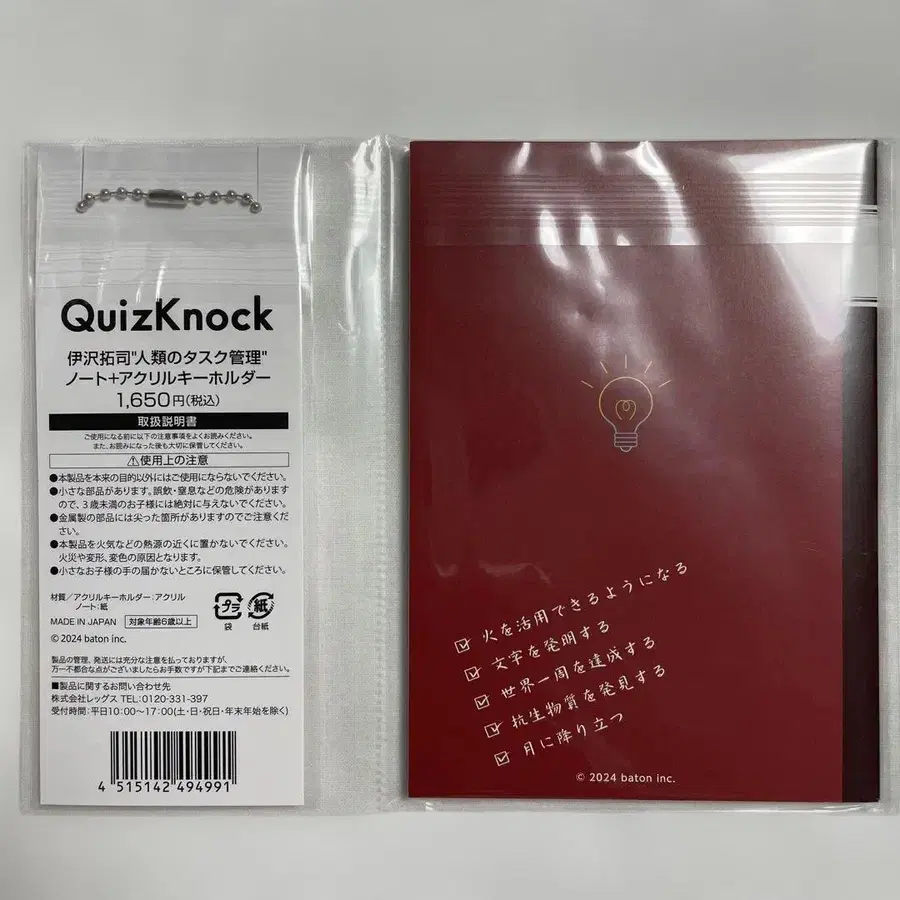 QuizKnock
伊沢拓司"人類のタスク管理"
ノート+アクリルキーホルダー
1,650円(税込)
取扱説明書
ご使用になる前に以下の注意事項をよくお読みください。
また、お読みになった後も大切に保管してください。
⚠使用上の注意
●本製品を本来の目的以外にはご使用にならないでください。
●小さな部品があります。誤飲・窒息などの危険があります
ので、3歳未満のお子様には絶対に与えないでください。
●金属製の部品には尖った箇所がありますのでご注意くだ
さい。
●本製品を火気などの熱源の近くに置かないでください。
火災や変形、変色の原因となります。
●小さなお子様の手の届かないところに保管してください。
材質/アクリルキーホルダー:アクリル
ノート:紙
MADE IN JAPAN 対象年齢6歳以上
プラ 紙
袋 台紙
© 2024 baton inc.
製品の管理、発送には充分な注意を払っておりますが、
万一不都合な点がございましたらお手数ですが下記までご連絡ください。
■製品に関するお問い合わせ先
株式会社レッグス TEL:0120-331-397
受付時間:平日10:00〜17:00(土・日・祝日・年末年始を除く)
4 515142 494991
火を活用できるようになる
文字を発明する
世界一周を達成する
抗生物質を発見する
月に降り立つ
© 2024 baton inc.